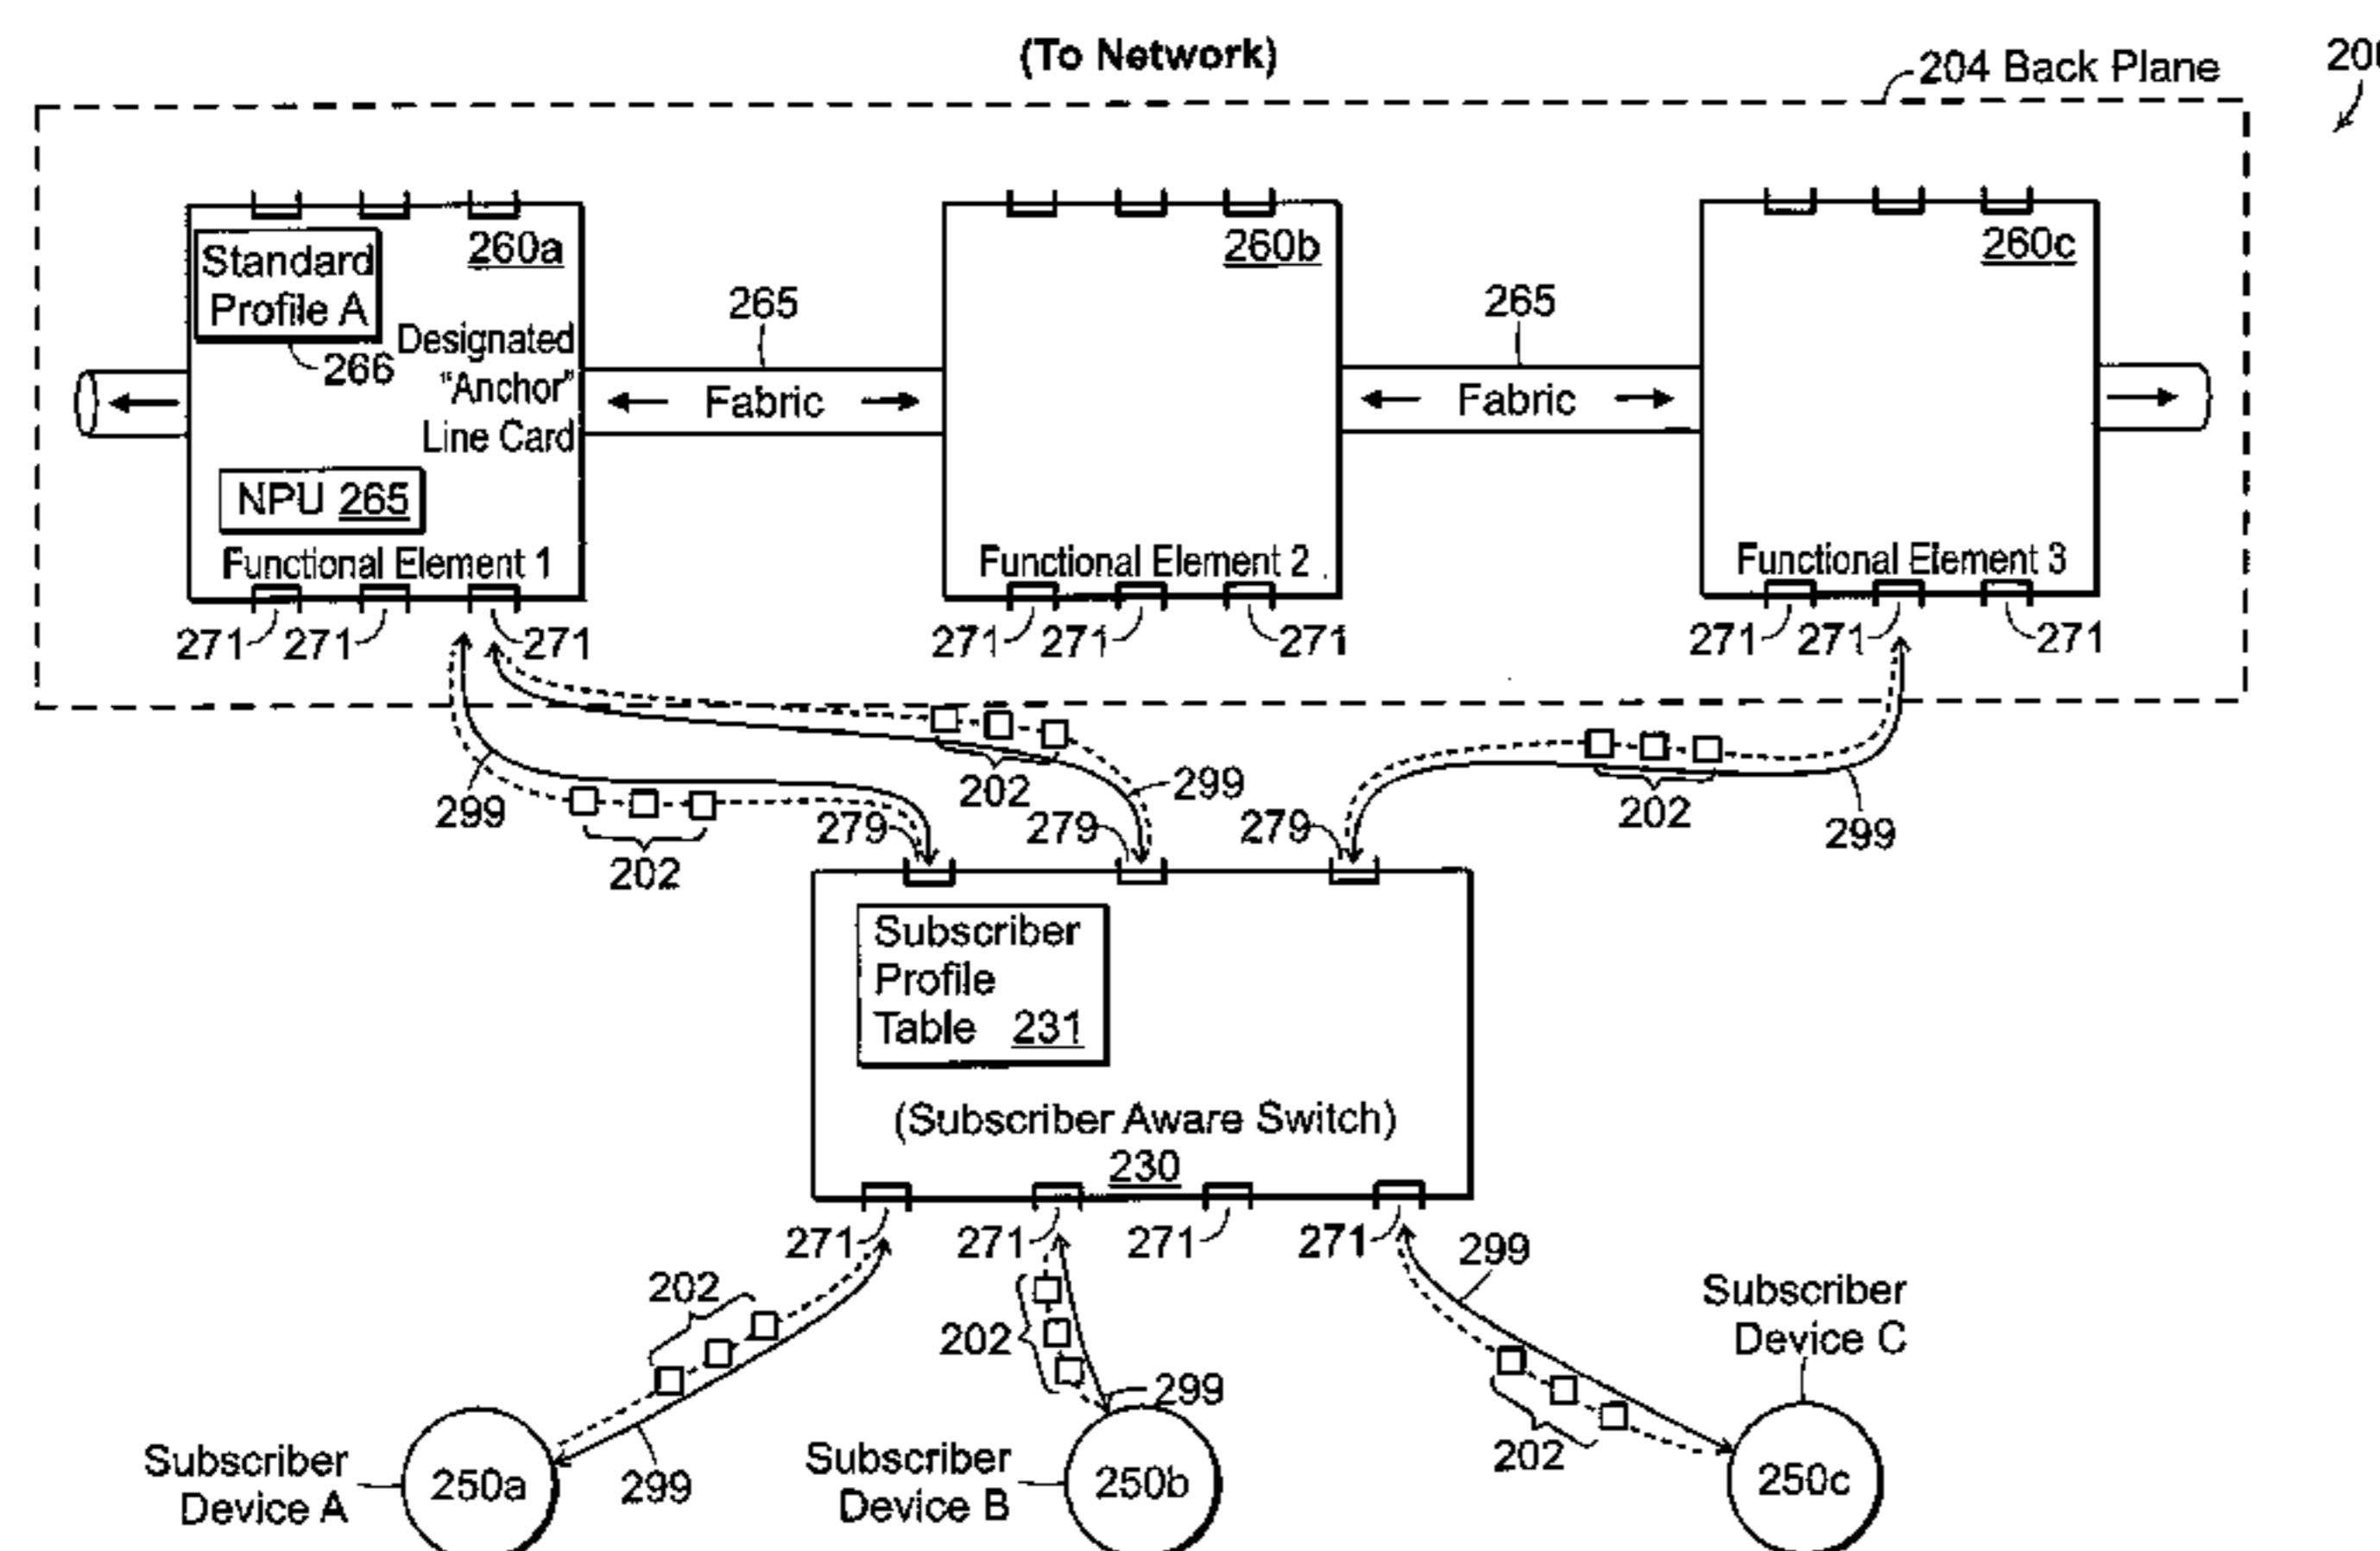 (To Network)
204 Back Plane
Standard
Profile A
266
260a
Designated
"Anchor"
Line Card
NPU 265
Functional Element 1
265
Fabric
260b
Functional Element 2
265
Fabric
260c
Functional Element 3
271 271 271
271 271 271
271 271 271
299
202
202
299
202
299
279
279
279
Subscriber
Profile
Table 231
(Subscriber Aware Switch)
230
271 271 271 271
202
299
202
299
299
202
Subscriber
Device A
250a
Subscriber
Device B
250b
Subscriber
Device C
250c